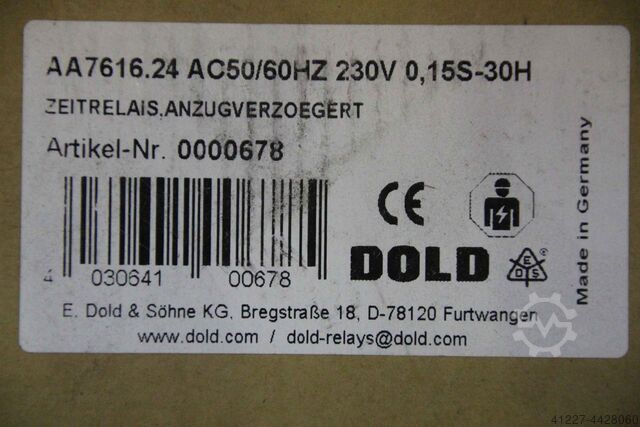 AA7616.24 AC50/60HZ 230V 0,15S-30H
ZEITRELAIS,ANZUGVERZOEGERT
Artikel-Nr. 0000678
4 030641 00678
CE
DOLD
EDS
Made in Germany
E. Dold & Söhne KG, Bregstraße 18, D-78120 Furtwangen
www.dold.com / dold-relays@dold.com
41227-4428060